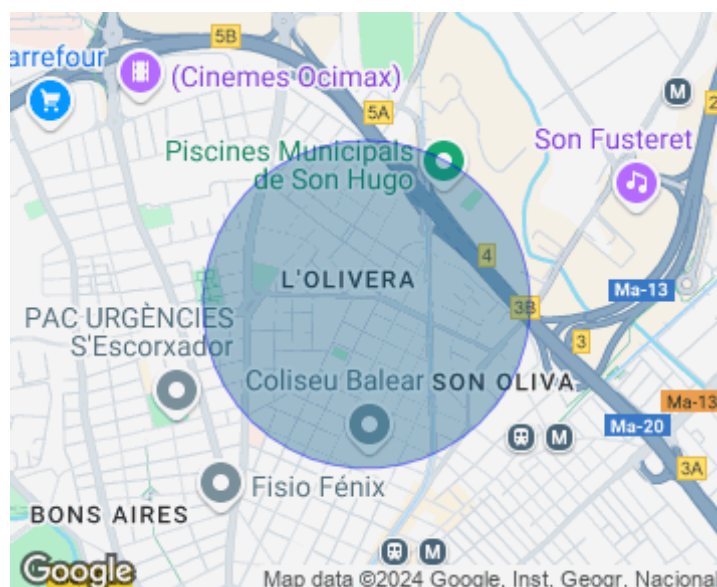 5B
arrefour
(Cinemes Ocimax)
M
2
5A
Piscines Municipals
de Son Hugo
Son Fusteret
4
L'OLIVERA
Ma-13
3B
PAC URGÈNCIES
S'Escorxador
3
Coliseu Balear
SON OLIVA
Ma-13
Ma-20
M
3A
Fisio Fénix
BONS AIRES
M
Google
Map data ©2024 Google, Inst. Geogr. Nacional